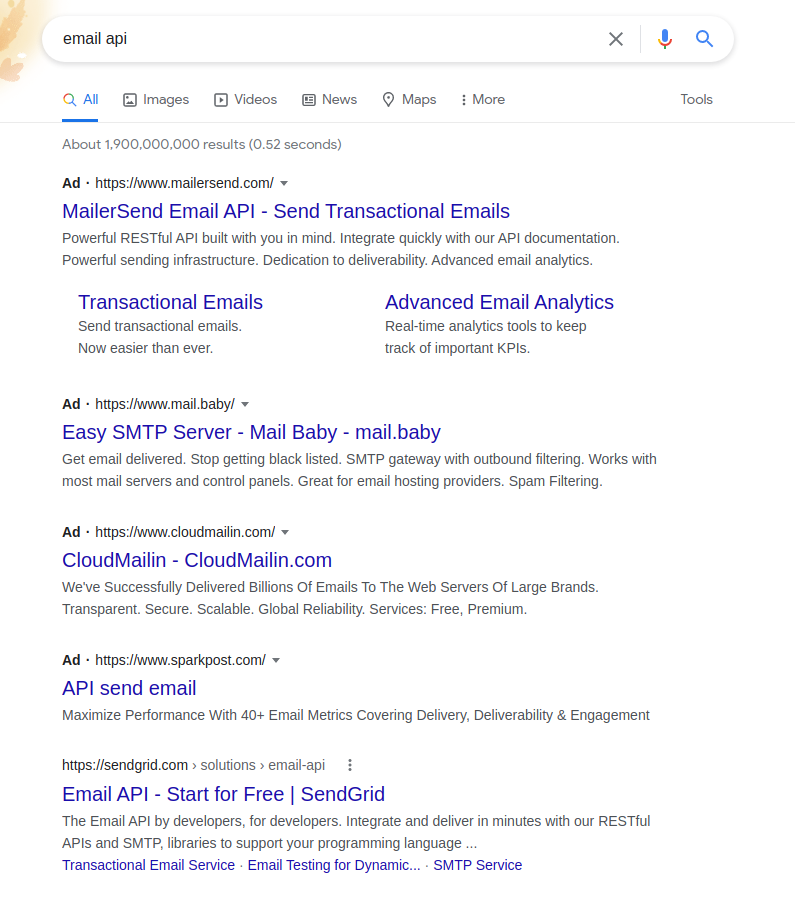 email api
All Images Videos News Maps More Tools
About 1,900,000,000 results (0.52 seconds)
Ad · https://www.mailersend.com/
MailerSend Email API - Send Transactional Emails
Powerful RESTful API built with you in mind. Integrate quickly with our API documentation.
Powerful sending infrastructure. Dedication to deliverability. Advanced email analytics.
Transactional Emails
Send transactional emails.
Now easier than ever.
Advanced Email Analytics
Real-time analytics tools to keep
track of important KPIs.
Ad · https://www.mail.baby/
Easy SMTP Server - Mail Baby - mail.baby
Get email delivered. Stop getting black listed. SMTP gateway with outbound filtering. Works with
most mail servers and control panels. Great for email hosting providers. Spam Filtering.
Ad · https://www.cloudmailin.com/
CloudMailin - CloudMailin.com
We've Successfully Delivered Billions Of Emails To The Web Servers Of Large Brands.
Transparent. Secure. Scalable. Global Reliability. Services: Free, Premium.
Ad · https://www.sparkpost.com/
API send email
Maximize Performance With 40+ Email Metrics Covering Delivery, Deliverability & Engagement
https://sendgrid.com › solutions › email-api
Email API - Start for Free | SendGrid
The Email API by developers, for developers. Integrate and deliver in minutes with our RESTful
APIs and SMTP, libraries to support your programming language ...
Transactional Email Service · Email Testing for Dynamic... · SMTP Service